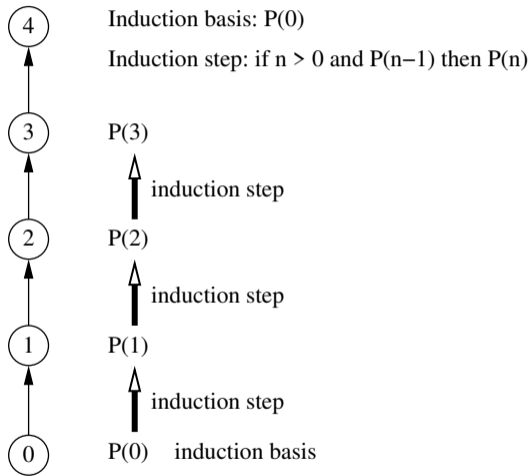 4 Induction basis: P(0)
Induction step: if n > 0 and P(n−1) then P(n)
3 P(3)
induction step
2 P(2)
induction step
1 P(1)
induction step
0 P(0) induction basis